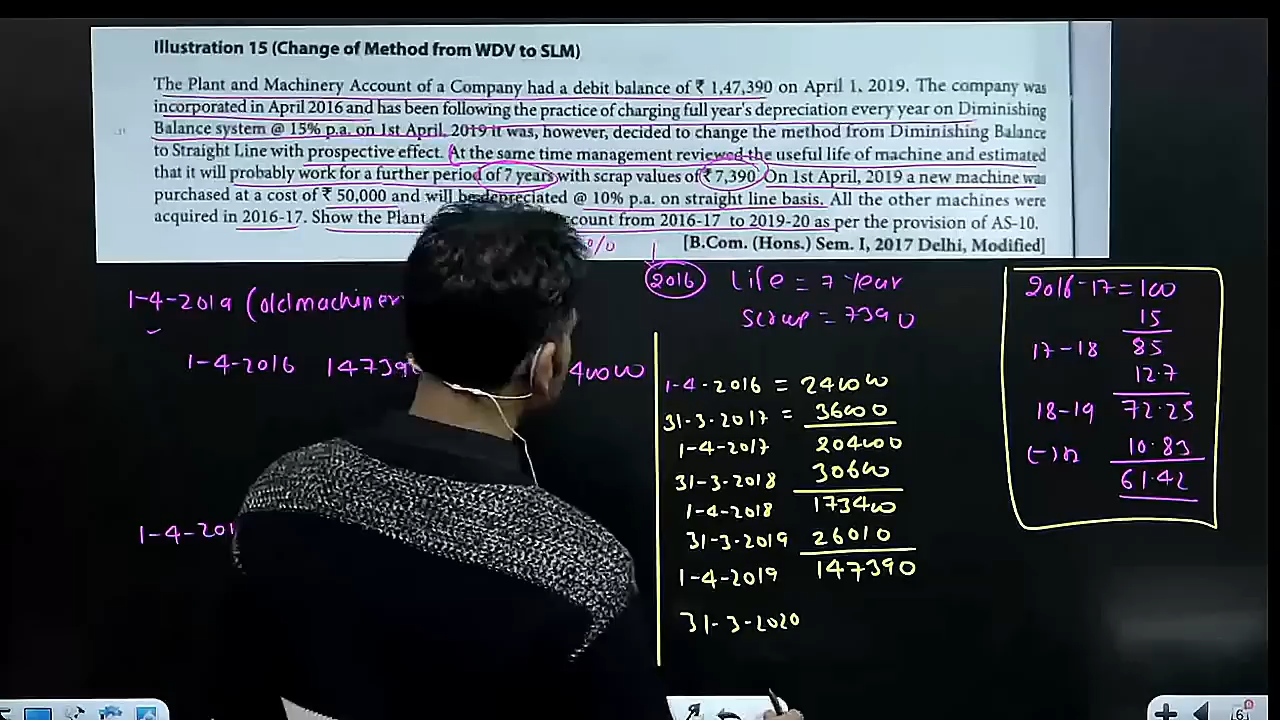 Illustration 15 (Change of Method from WDV to SLM)
The Plant and Machinery Account of a Company had a debit balance of ₹ 1,47,390 on April 1, 2019. The company was
incorporated in April 2016 and has been following the practice of charging full year's depreciation every year on Diminishing
Balance system @ 15% p.a. on 1st April, 2019 it was, however, decided to change the method from Diminishing Balance
to Straight Line with prospective effect. At the same time management reviewed the useful life of machine and estimated
that it will probably work for a further period of 7 years with scrap values of ₹ 7,390. On 1st April, 2019 a new machine was
purchased at a cost of ₹ 50,000 and will be depreciated @ 10% p.a. on straight line basis. All the other machines were
acquired in 2016-17. Show the Plant count from 2016-17 to 2019-20 as per the provision of AS-10.
[B.Com. (Hons.) Sem. I, 2017 Delhi, Modified]
%
2016 Life = 7 Year
Scrap = 7390
1-4-2019 (old machiner
1-4-2016 14739 40000
1-4-201
1-4-2016 = 240000
31-3-2017 = 36000
1-4-2017 204000
31-3-2018 30600
1-4-2018 173400
31-3-2019 26010
1-4-2019 147390
31-3-2020
2016-17 = 100
15
17-18 85
12.7
18-19 72.25
10.83
61.42